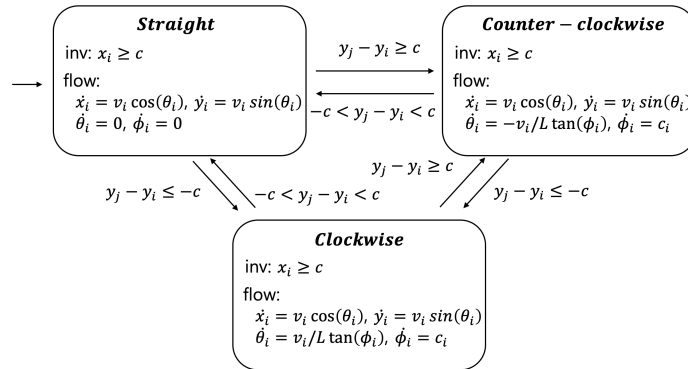 Straight
inv: x_i ≥ c
flow:
ẋ_i = v_i cos(θ_i), ẏ_i = v_i sin(θ_i)
θ̇_i = 0, ϕ̇_i = 0
y_j − y_i ≥ c
−c < y_j − y_i < c
Counter − clockwise
inv: x_i ≥ c
flow:
ẋ_i = v_i cos(θ_i), ẏ_i = v_i sin(θ_i)
θ̇_i = −v_i/L tan(ϕ_i), ϕ̇_i = c_i
y_j − y_i ≤ −c
−c < y_j − y_i < c
y_j − y_i ≥ c
y_j − y_i ≤ −c
Clockwise
inv: x_i ≥ c
flow:
ẋ_i = v_i cos(θ_i), ẏ_i = v_i sin(θ_i)
θ̇_i = v_i/L tan(ϕ_i), ϕ̇_i = c_i